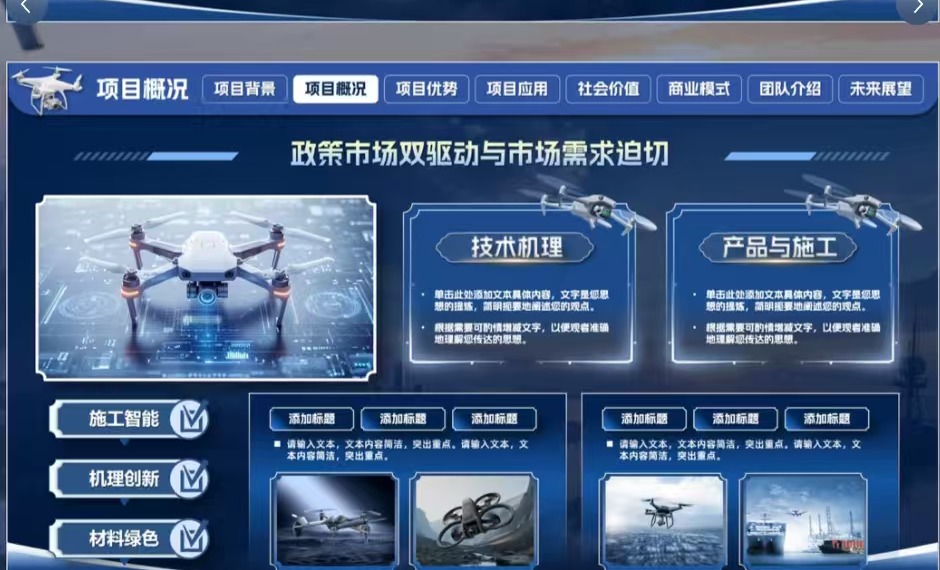 项目概况
项目背景
项目概况
项目优势
项目应用
社会价值
商业模式
团队介绍
未来展望
政策市场双驱动与市场需求迫切
技术机理
• 单击此处添加文本具体内容，文字是您思
想的提炼，简明扼要地阐述您的观点。
• 根据需要可酌情增减文字，以便观者准确
地理解您传达的思想。
产品与施工
• 单击此处添加文本具体内容，文字是您思
想的提炼，简明扼要地阐述您的观点。
• 根据需要可酌情增减文字，以便观者准确
地理解您传达的思想。
施工智能
机理创新
材料绿色
添加标题
添加标题
添加标题
■ 请输入文本，文本内容简洁，突出重点。请输入文本，文
本内容简洁，突出重点。
添加标题
添加标题
添加标题
■ 请输入文本，文本内容简洁，突出重点。请输入文本，文
本内容简洁，突出重点。